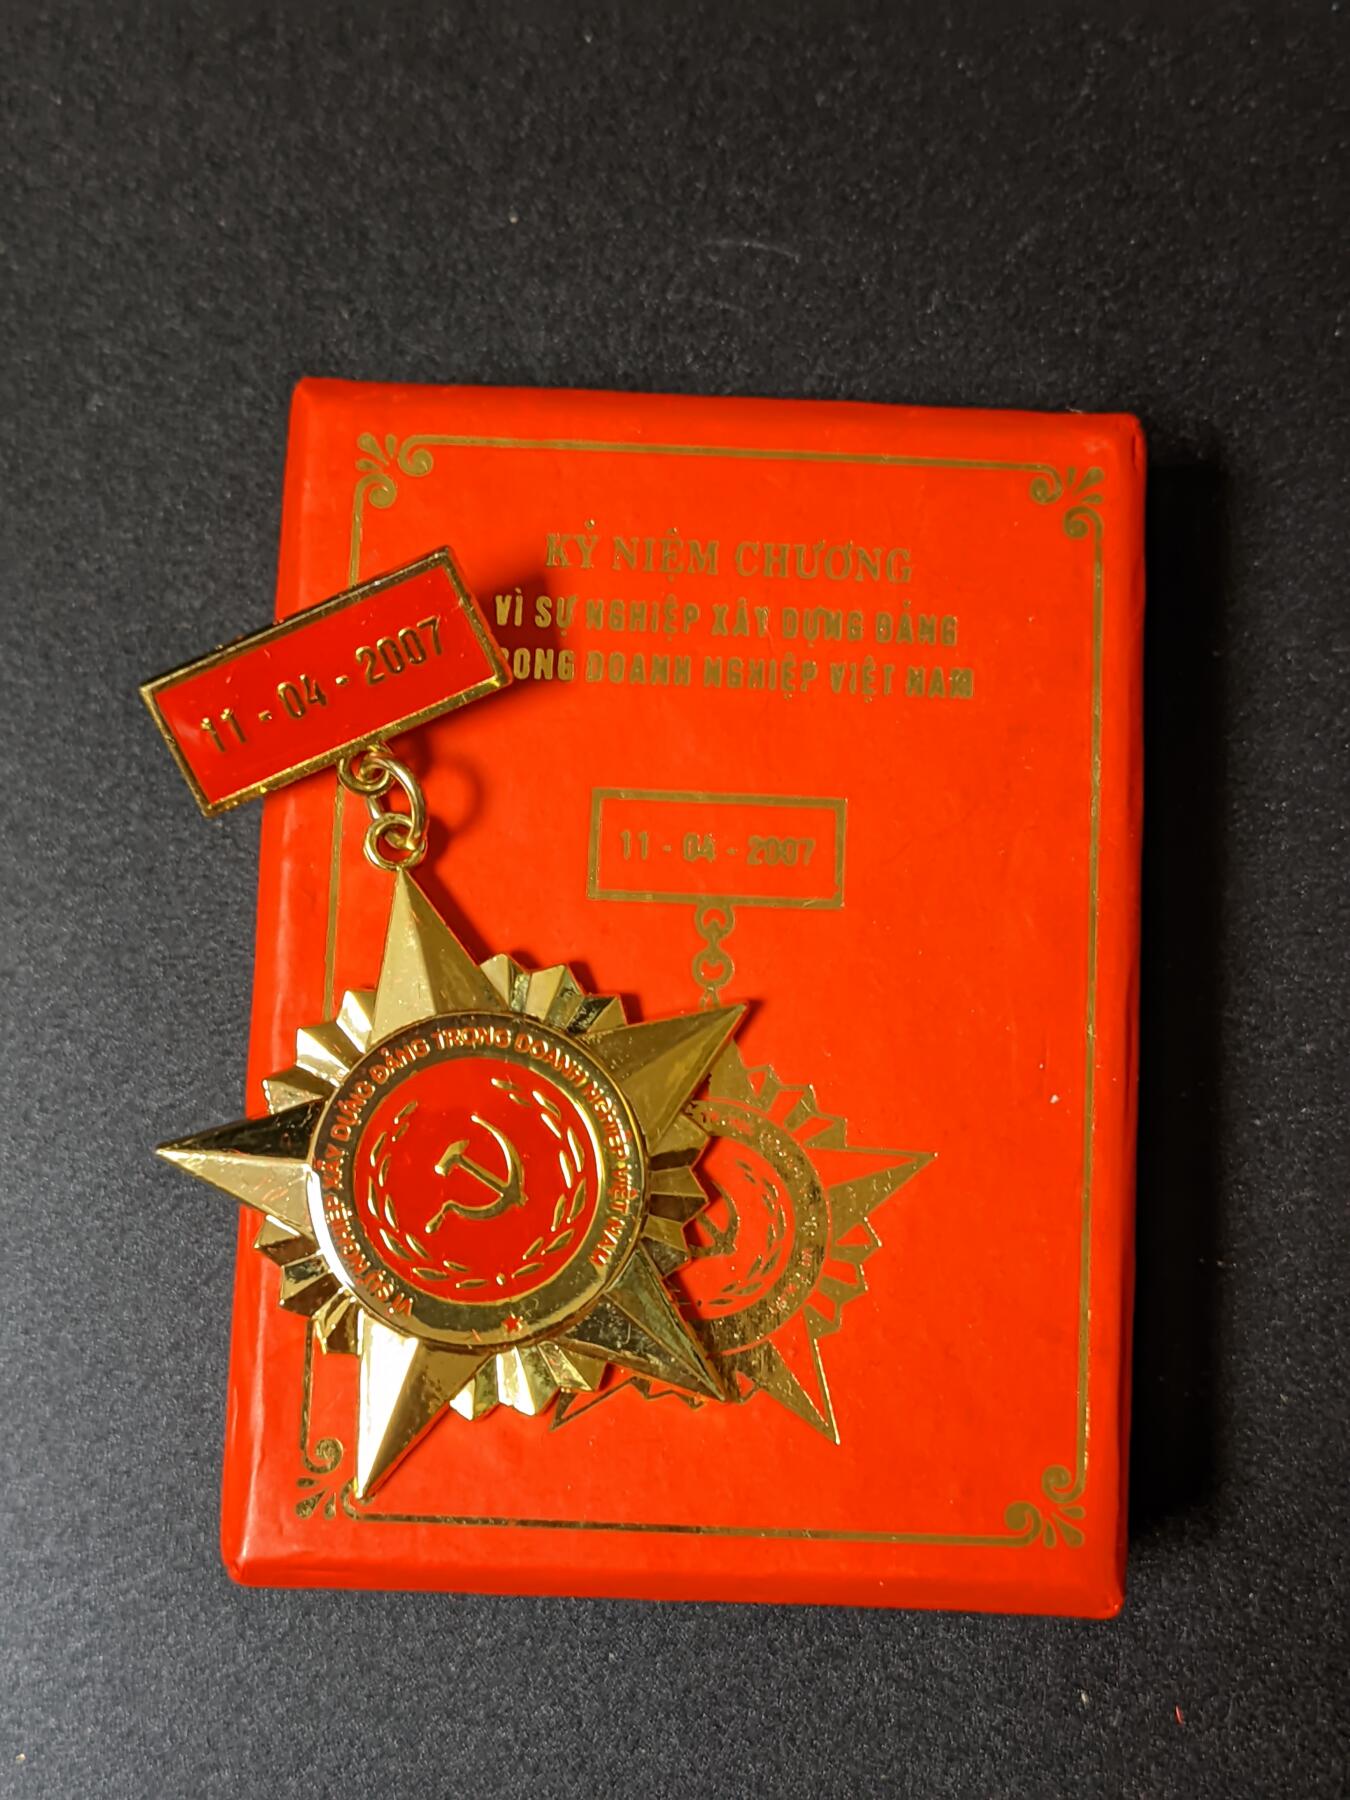 KỶ NIỆM CHƯƠNG
VÌ SỰ NGHIỆP XÂY DỰNG ĐẢNG
RONG DOANH NGHIỆP VIỆT NAM
11 - 04 - 2007
11 - 04 - 2007
VÌ SỰ NGHIỆP XÂY DỰNG ĐẢNG TRONG DOANH NGHIỆP VIỆT NAM